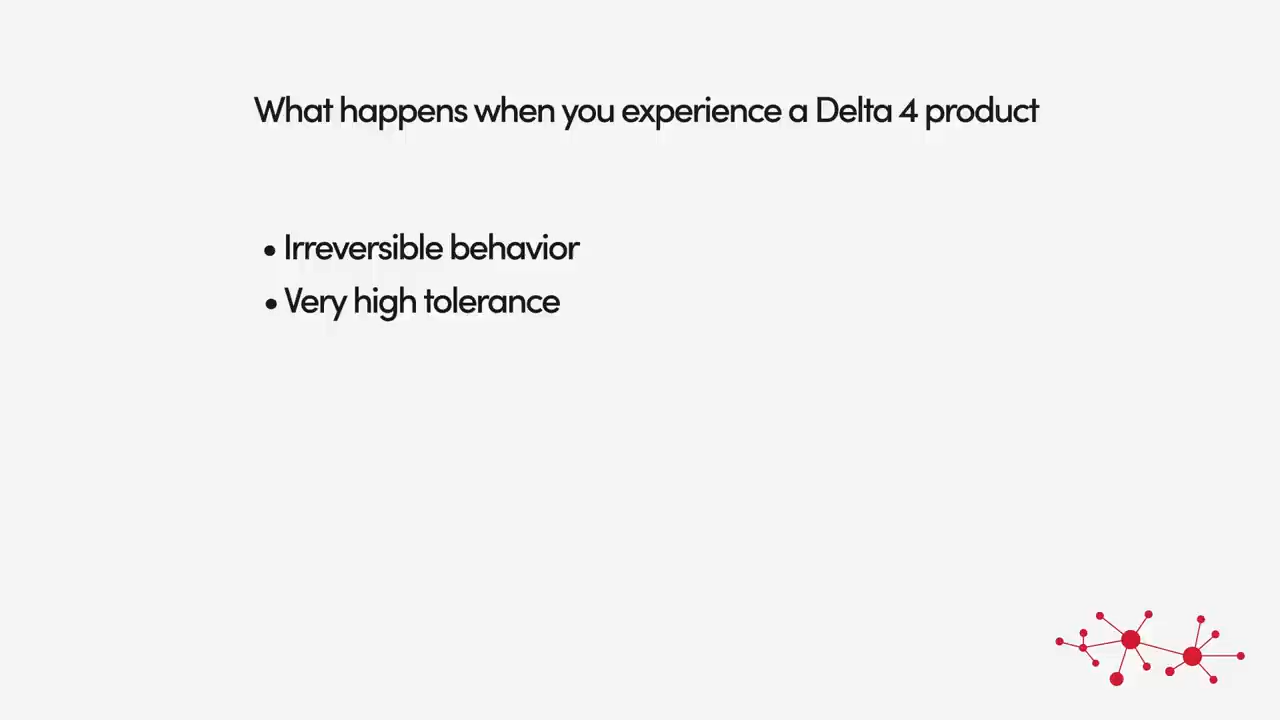 What happens when you experience a Delta 4 product
• Irreversible behavior
• Very high tolerance